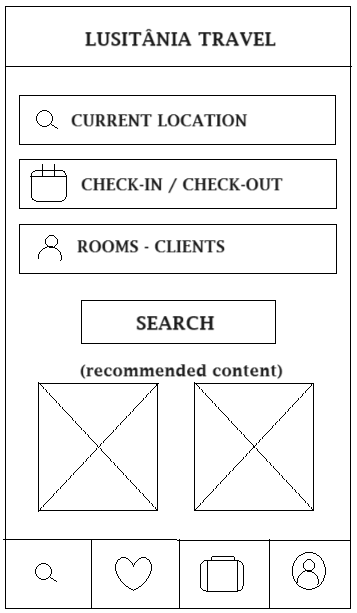 LUSITÂNIA TRAVEL
CURRENT LOCATION
CHECK-IN / CHECK-OUT
ROOMS - CLIENTS
SEARCH
(recommended content)